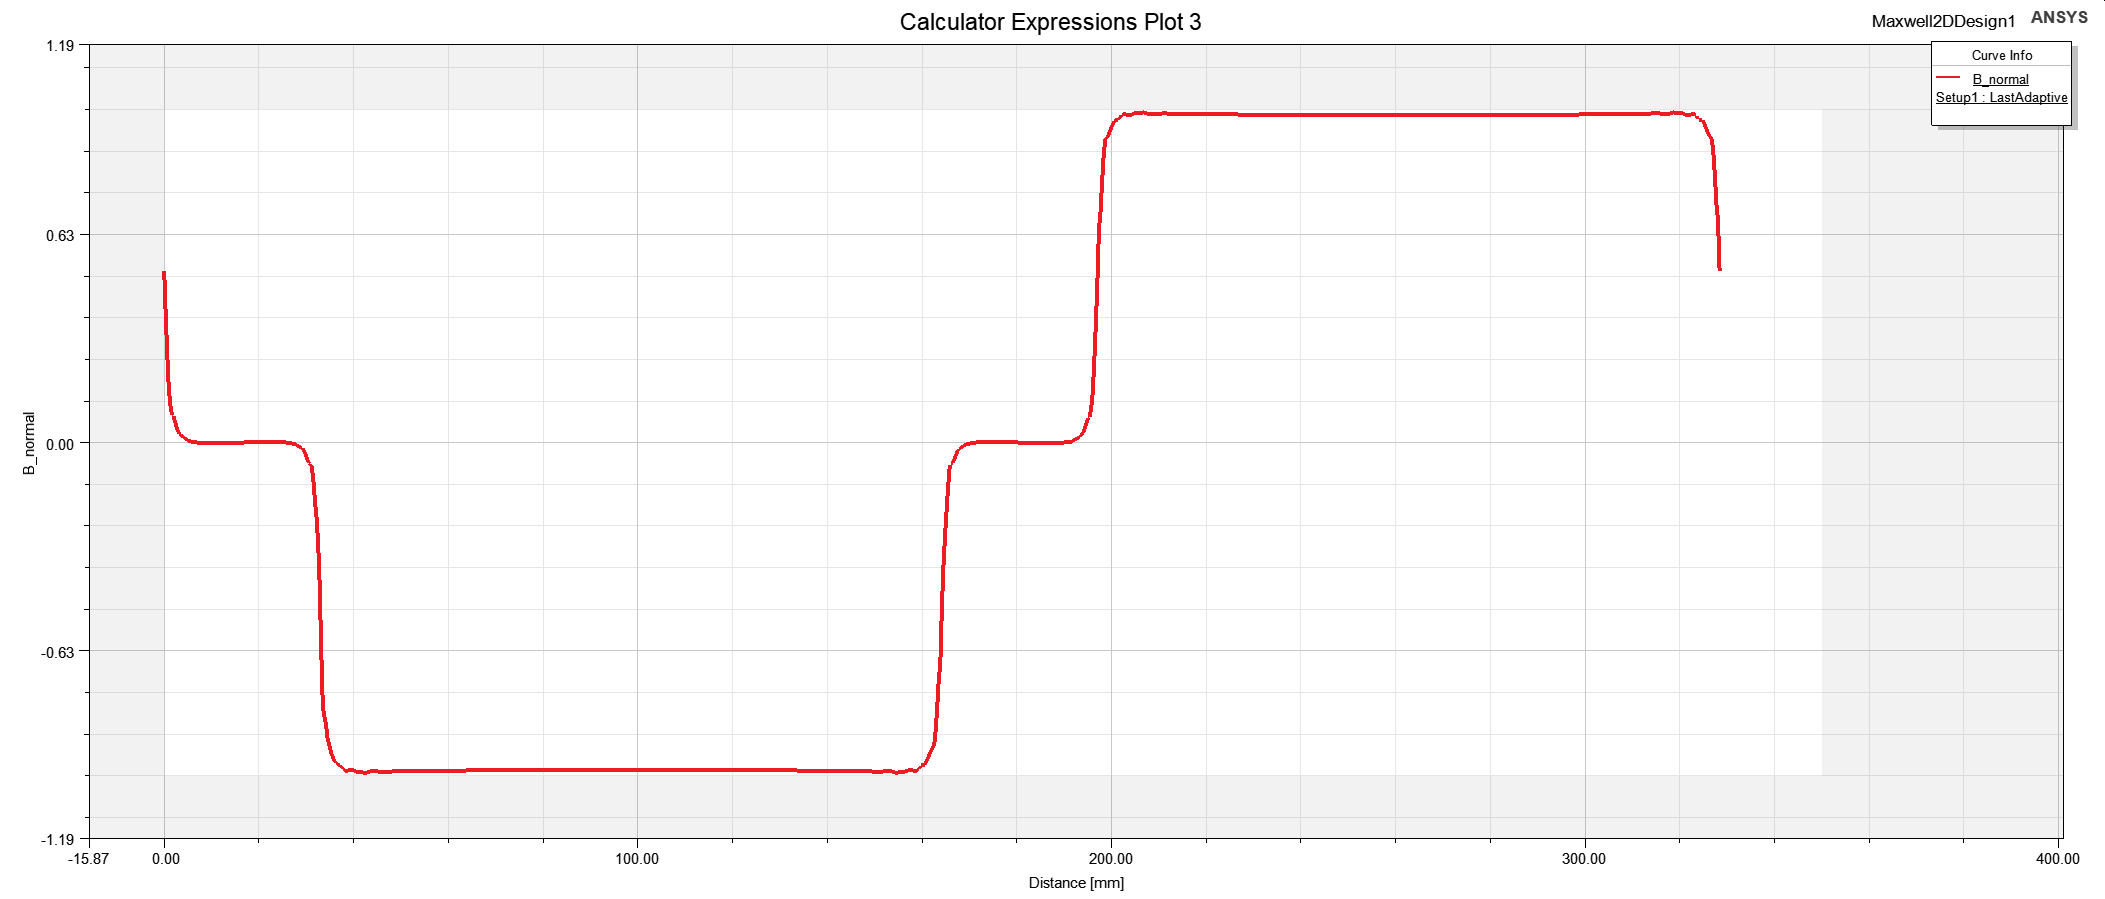 Calculator Expressions Plot 3
Maxwell2DDesign1
ANSYS
Curve Info
B_normal
Setup1 : LastAdaptive
1.19
0.63
0.00
-0.63
-1.19
B_normal
-15.87
0.00
100.00
200.00
300.00
400.00
Distance [mm]